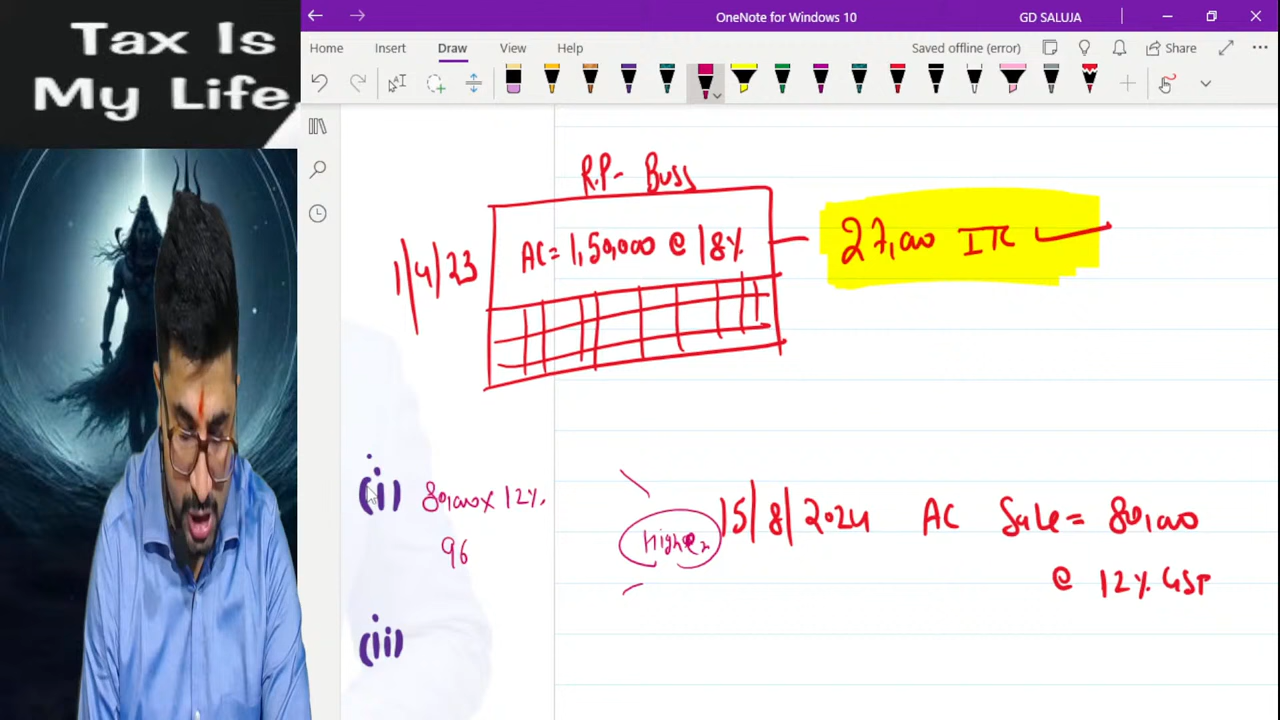 Tax Is
My Life
OneNote for Windows 10
GD SALUJA
Home Insert Draw View Help
Saved offline (error)
Share
R.P- Buss
1/4/23
AC = 1,50,000 @ 18%
27,000 ITC
(i) 80,000 x 12%
96
Higher
15/8/2024 AC Sale = 80,000
@ 12% GST
(ii)